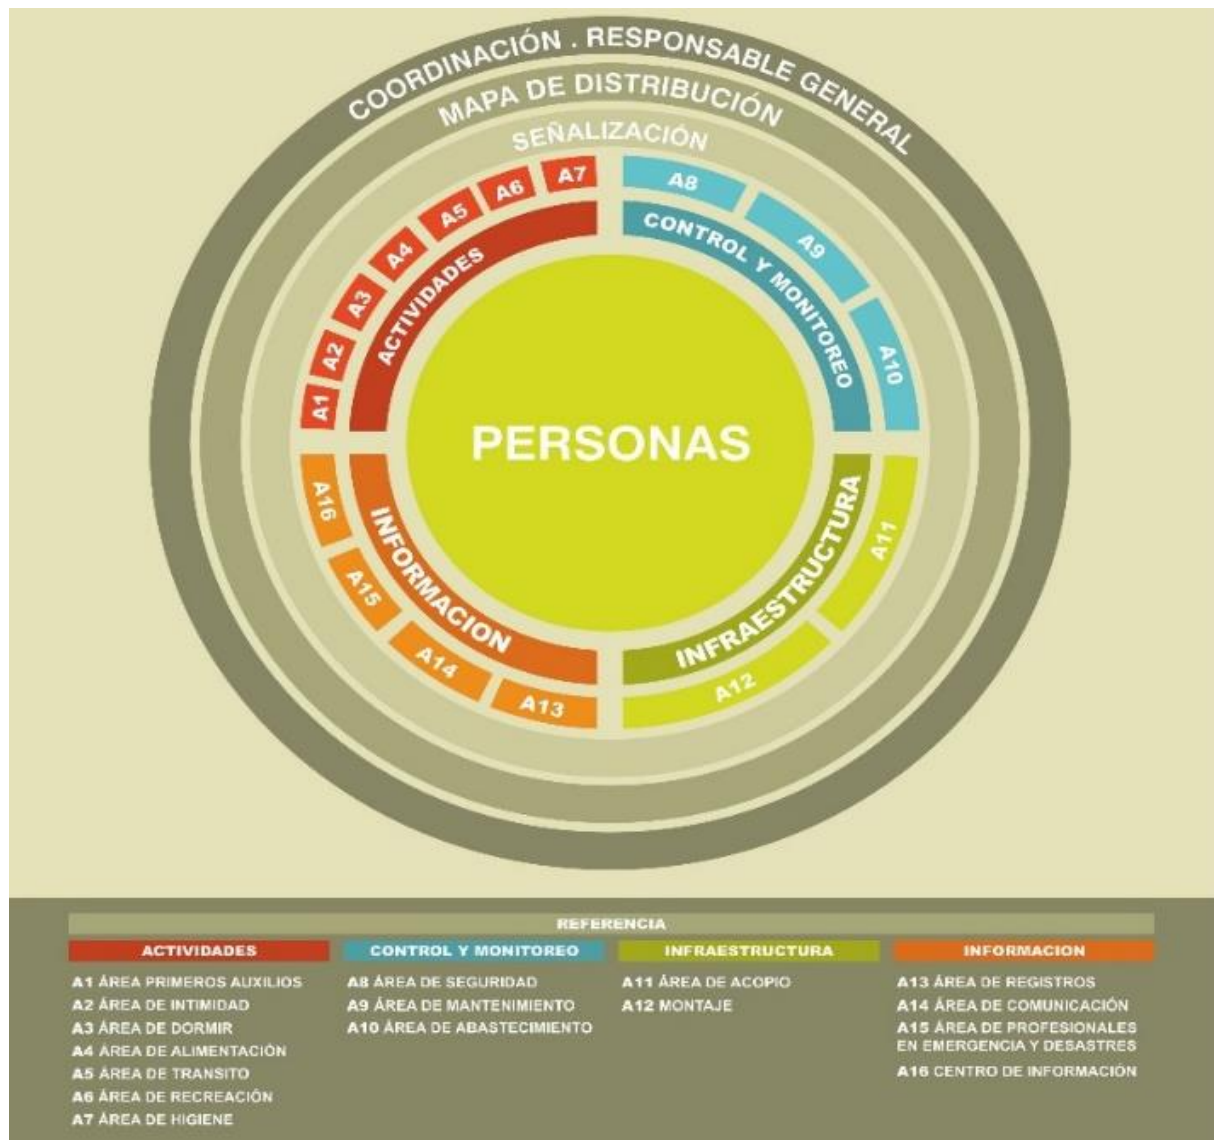 COORDINACIÓN . RESPONSABLE GENERAL
MAPA DE DISTRIBUCIÓN
SEÑALIZACIÓN
A1
A2
A3
A4
A5
A6
A7
ACTIVIDADES
A8
A9
A10
CONTROL Y MONITOREO
PERSONAS
A16
A15
A14
A13
INFORMACION
A11
A12
INFRAESTRUCTURA
REFERENCIA
ACTIVIDADES
A1 ÁREA PRIMEROS AUXILIOS
A2 ÁREA DE INTIMIDAD
A3 ÁREA DE DORMIR
A4 ÁREA DE ALIMENTACIÓN
A5 ÁREA DE TRANSITO
A6 ÁREA DE RECREACIÓN
A7 ÁREA DE HIGIENE
CONTROL Y MONITOREO
A8 ÁREA DE SEGURIDAD
A9 ÁREA DE MANTENIMIENTO
A10 ÁREA DE ABASTECIMIENTO
INFRAESTRUCTURA
A11 ÁREA DE ACOPIO
A12 MONTAJE
INFORMACION
A13 ÁREA DE REGISTROS
A14 ÁREA DE COMUNICACIÓN
A15 ÁREA DE PROFESIONALES
EN EMERGENCIA Y DESASTRES
A16 CENTRO DE INFORMACIÓN